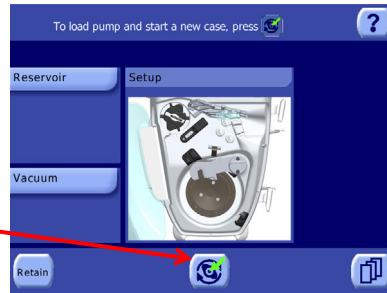 To load pump and start a new case, press
?
Reservoir
Setup
Vacuum
Retain